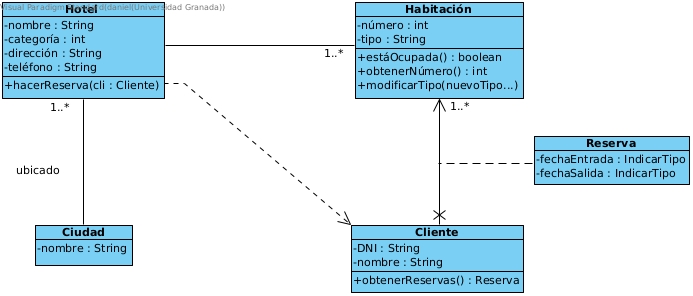 Visual Paradigm Standard(daniel(Universidad Granada))
Hotel
-nombre : String
-categoría : int
-dirección : String
-teléfono : String
+hacerReserva(cli : Cliente)
Habitación
-número : int
-tipo : String
+estáOcupada() : boolean
+obtenerNúmero() : int
+modificarTipo(nuevoTipo...)
1..*
1..*
1..*
ubicado
Reserva
-fechaEntrada : IndicarTipo
-fechaSalida : IndicarTipo
Ciudad
-nombre : String
Cliente
-DNI : String
-nombre : String
+obtenerReservas() : Reserva